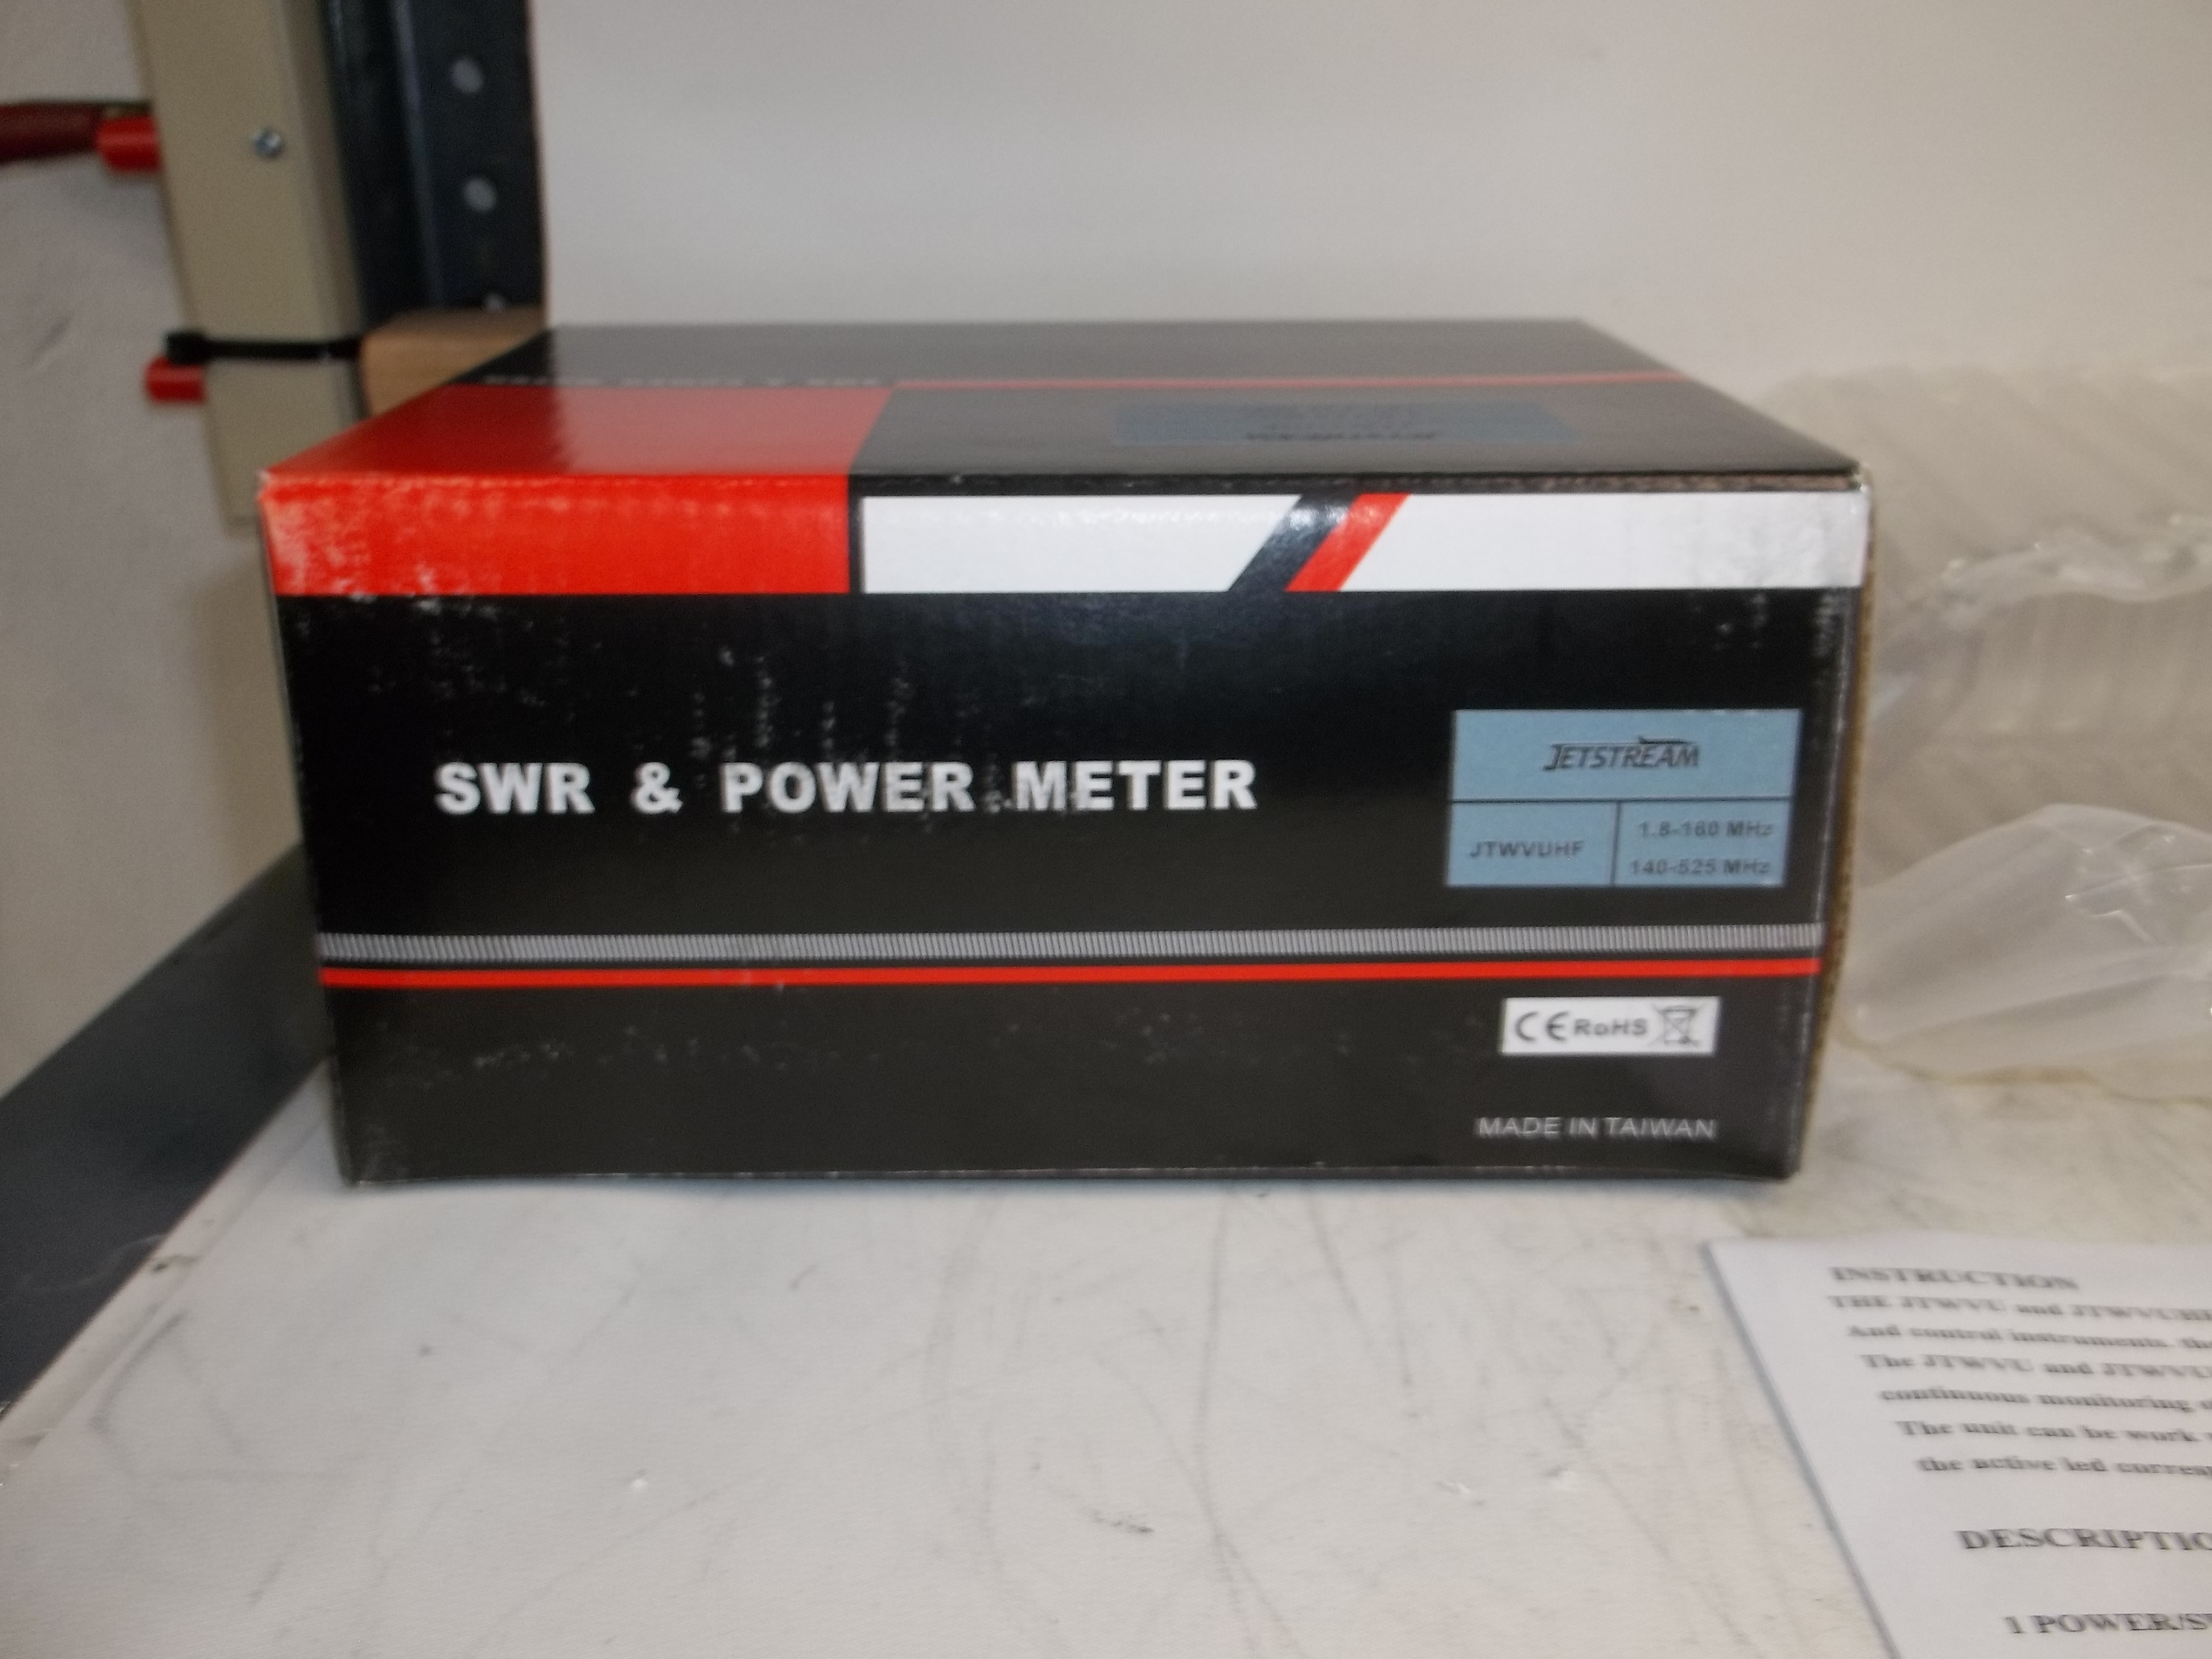 SWR & POWER METER
JETSTREAM
JTWVUHF
1.8-160 MHz
140-525 MHz
CE RoHS
MADE IN TAIWAN
INSTRUCTION
THE JTWVU and
And control instruments. 
The JTWVU and
continuous monitoring
The unit can be work
the active led
DESCRIPTIO
1 POWER/S